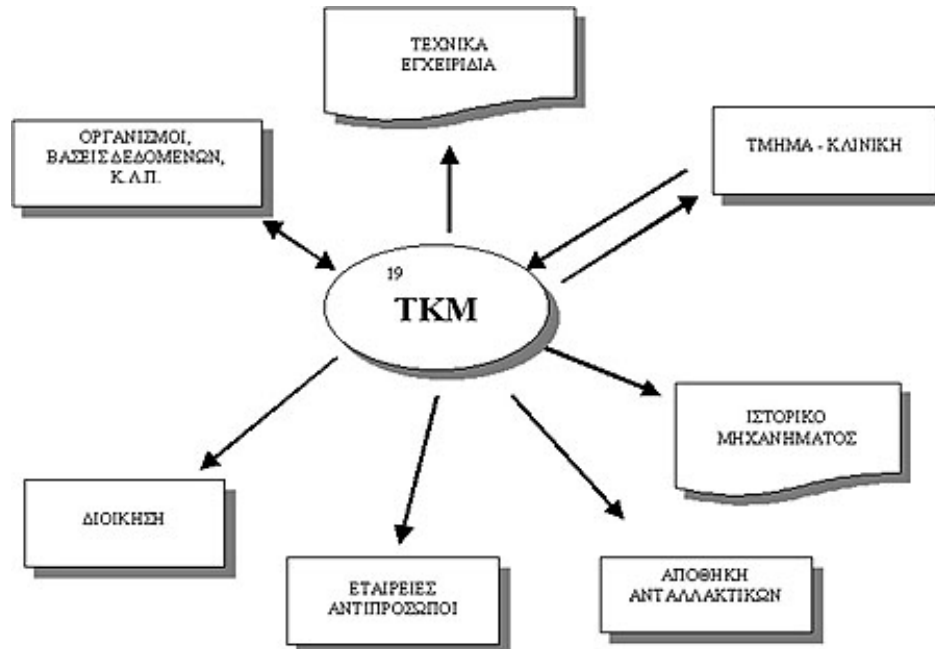 ΤΕΧΝΙΚΑ
ΕΓΧΕΙΡΙΔΙΑ
ΟΡΓΑΝΙΣΜΟΙ,
ΒΑΣΕΙΣ ΔΕΔΟΜΕΝΩΝ,
Κ.Λ.Π.
ΤΜΗΜΑ - ΚΛΙΝΙΚΗ
19
ΤΚΜ
ΙΣΤΟΡΙΚΟ
ΜΗΧΑΝΗΜΑΤΟΣ
ΔΙΟΙΚΗΣΗ
ΕΤΑΙΡΕΙΕΣ
ΑΝΤΙΠΡΟΣΩΠΟΙ
ΑΠΟΘΗΚΗ
ΑΝΤΑΛΛΑΚΤΙΚΩΝ